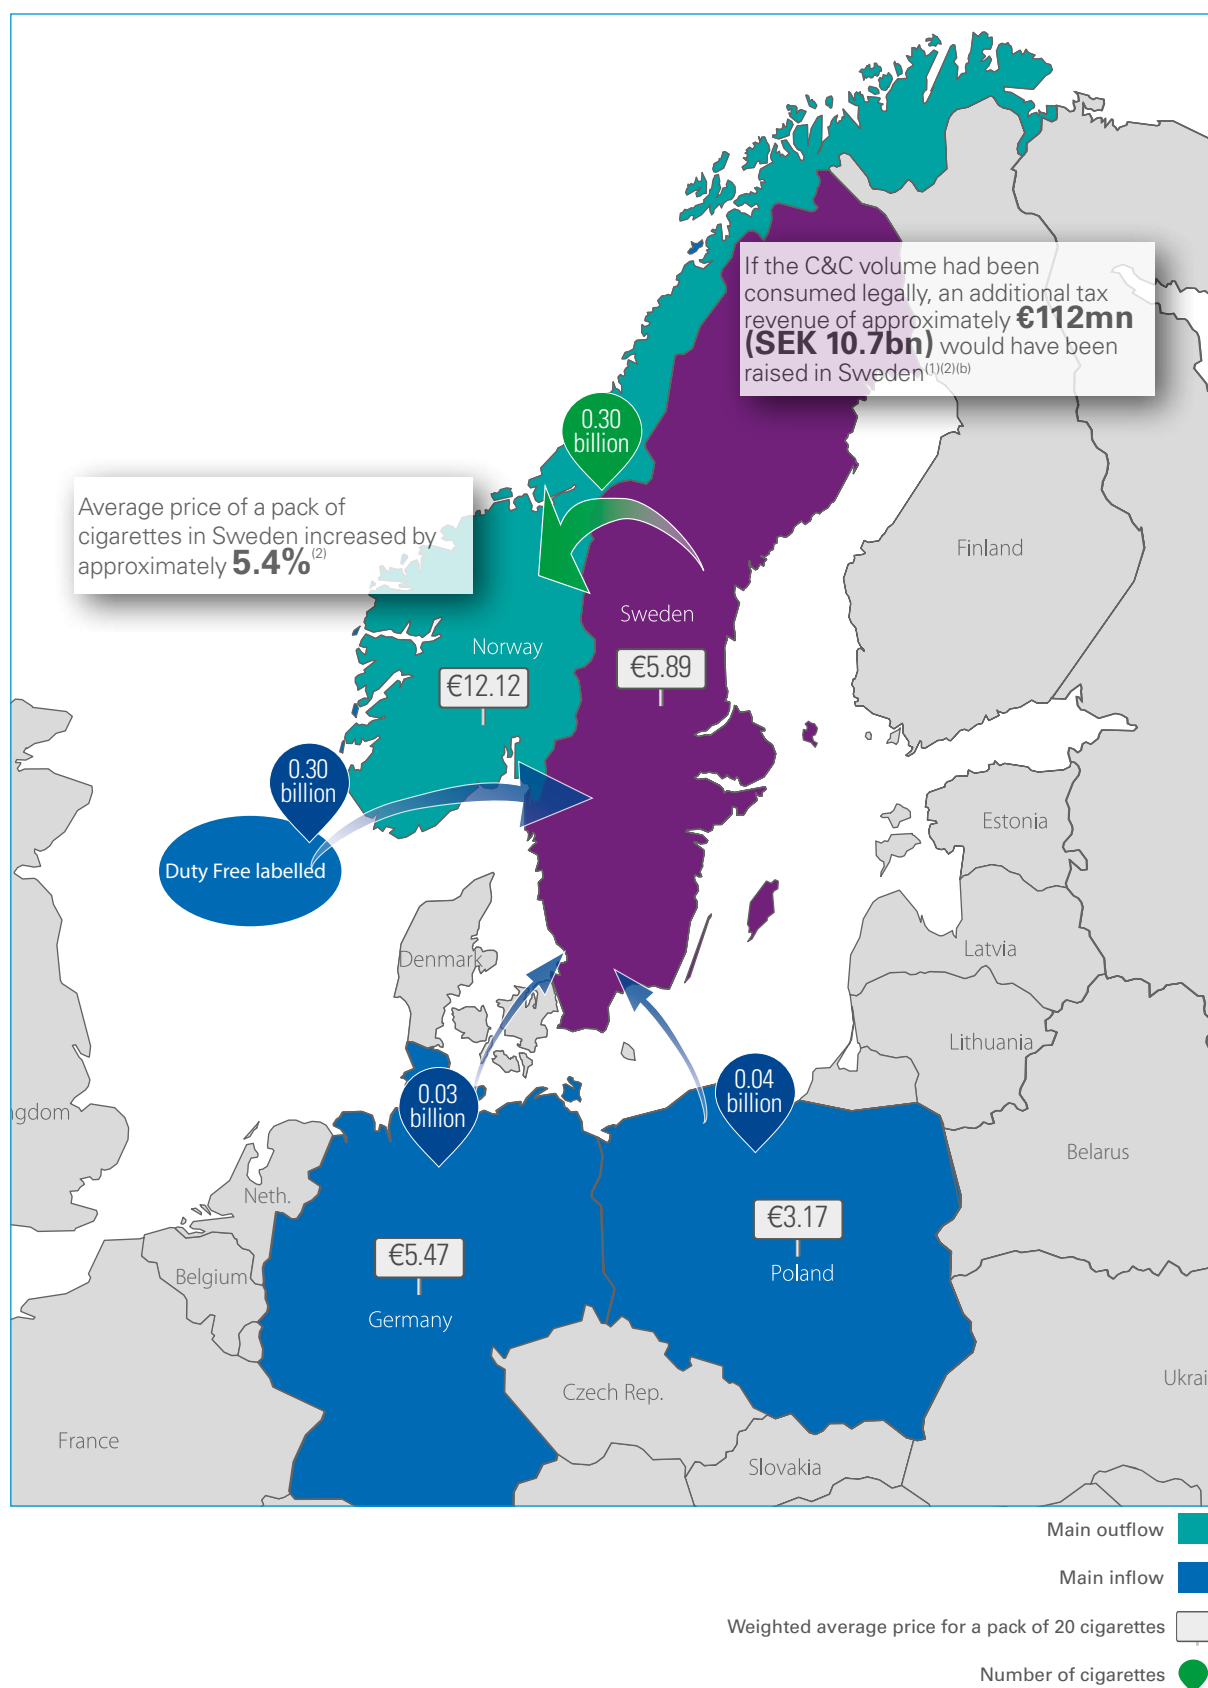 If the C&C volume had been
consumed legally, an additional tax
revenue of approximately €112mn
(SEK 10.7bn) would have been
raised in Sweden(1)(2)(b)
0.30
billion
Average price of a pack of
cigarettes in Sweden increased by
approximately 5.4%(2)
Finland
Sweden
€5.89
Norway
€12.12
0.30
billion
Duty Free labelled
Estonia
Denmark
Latvia
Lithuania
0.03
billion
0.04
billion
ngdom
Belarus
Neth.
€3.17
Poland
€5.47
Belgium
Germany
Czech Rep.
Ukrai
France
Slovakia
Main outflow
Main inflow
Weighted average price for a pack of 20 cigarettes
Number of cigarettes